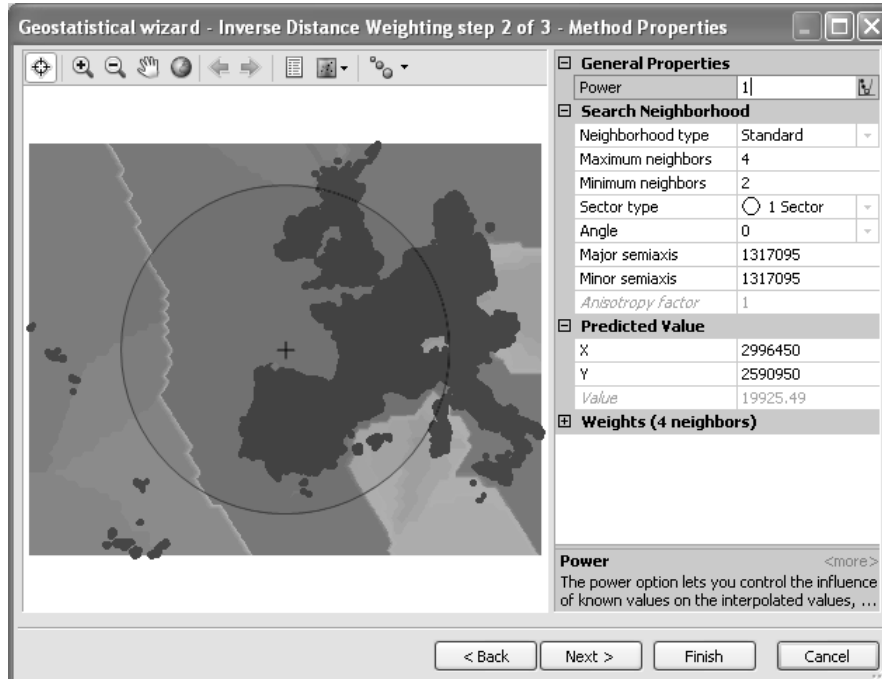 Geostatistical wizard - Inverse Distance Weighting step 2 of 3 - Method Properties
General Properties
Power 1
Search Neighborhood
Neighborhood type Standard
Maximum neighbors 4
Minimum neighbors 2
Sector type 1 Sector
Angle 0
Major semiaxis 1317095
Minor semiaxis 1317095
Anisotropy factor 1
Predicted Value
X 2996450
Y 2590950
Value 19925.49
Weights (4 neighbors)
Power <more>
The power option lets you control the influence
of known values on the interpolated values, ...
< Back Next > Finish Cancel